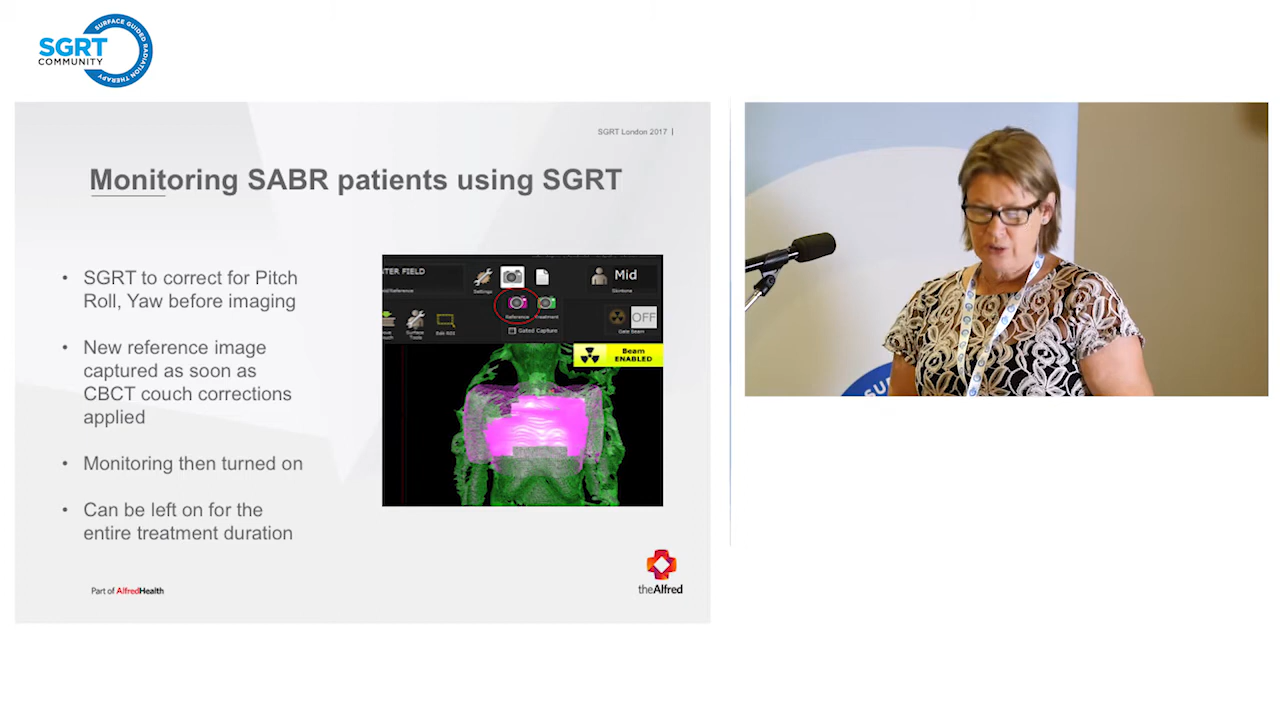 SGRT
COMMUNITY
SURFACE GUIDED RADIATION THERAPY
SGRT London 2017 |
Monitoring SABR patients using SGRT
• SGRT to correct for Pitch
Roll, Yaw before imaging
• New reference image
captured as soon as
CBCT couch corrections
applied
• Monitoring then turned on
• Can be left on for the
entire treatment duration
TER FIELD
Settings
Mid
Skintone
Reference
Treatment
Gated Capture
Surface
Tools
Edit ROI
OFF
Gate Beam
Beam
ENABLED
Part of AlfredHealth
theAlfred
SU